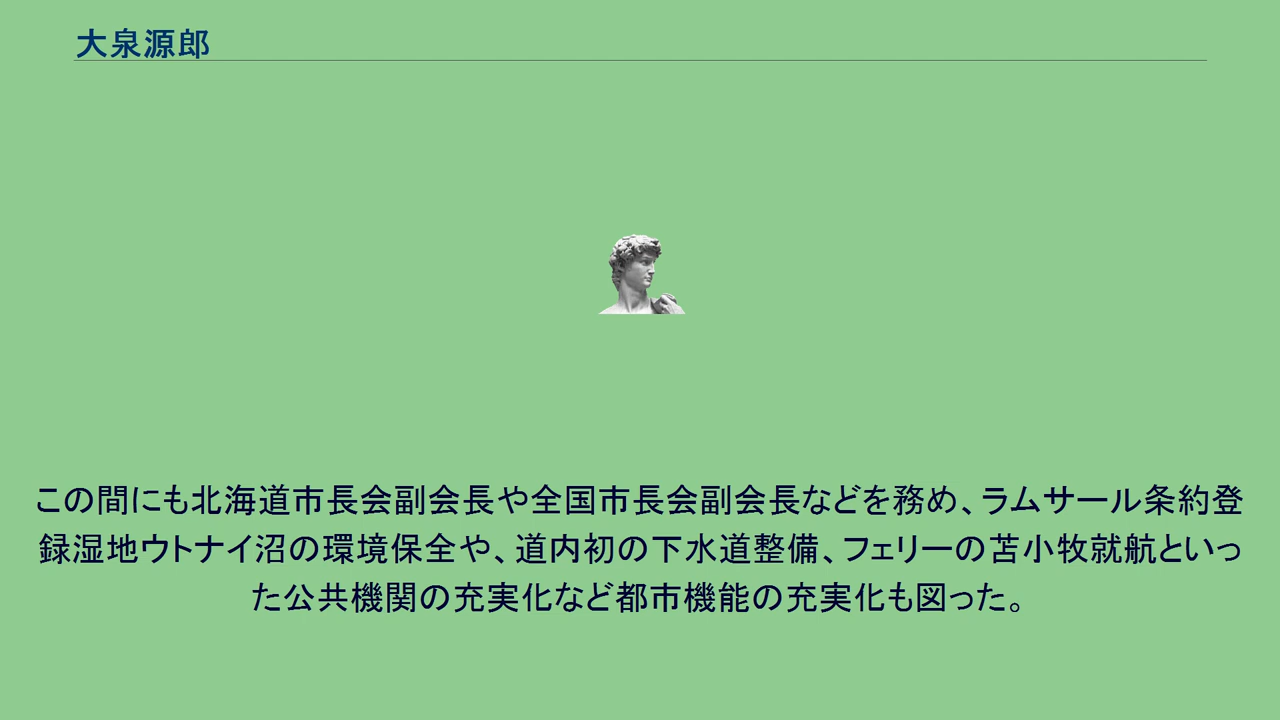 大泉源郎
この間にも北海道市長会副会長や全国市長会副会長などを務め、ラムサール条約登
録湿地ウトナイ沼の環境保全や、道内初の下水道整備、フェリーの苫小牧就航といっ
た公共機関の充実化など都市機能の充実化も図った。